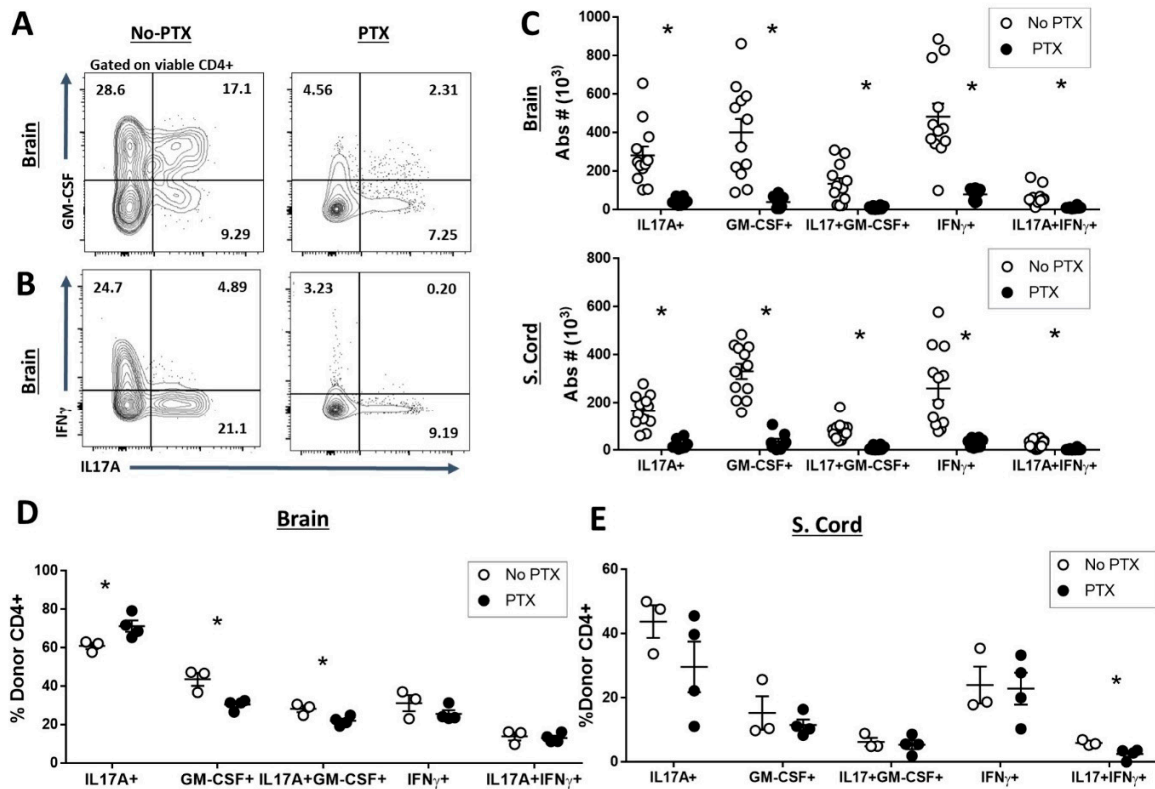 A
No-PTX
PTX
Gated on viable CD4+
28.6
17.1
9.29
4.56
2.31
7.25
Brain
GM-CSF
B
24.7
4.89
21.1
3.23
0.20
9.19
Brain
IFNγ
IL17A
C
No PTX
PTX
Brain
Abs # (10³)
1000
800
600
400
200
0
* * * * *
IL17A+ GM-CSF+ IL17+GM-CSF+ IFNγ+ IL17A+IFNγ+
No PTX
PTX
S. Cord
Abs # (10³)
800
600
400
200
0
* * * * *
IL17A+ GM-CSF+ IL17+GM-CSF+ IFNγ+ IL17A+IFNγ+
D
Brain
No PTX
PTX
% Donor CD4+
100
80
60
40
20
0
* * *
IL17A+ GM-CSF+ IL17A+GM-CSF+ IFNγ+ IL17A+IFNγ+
E
S. Cord
No PTX
PTX
%Donor CD4+
60
40
20
0
*
IL17A+ GM-CSF+ IL17+GM-CSF+ IFNγ+ IL17+IFNγ+